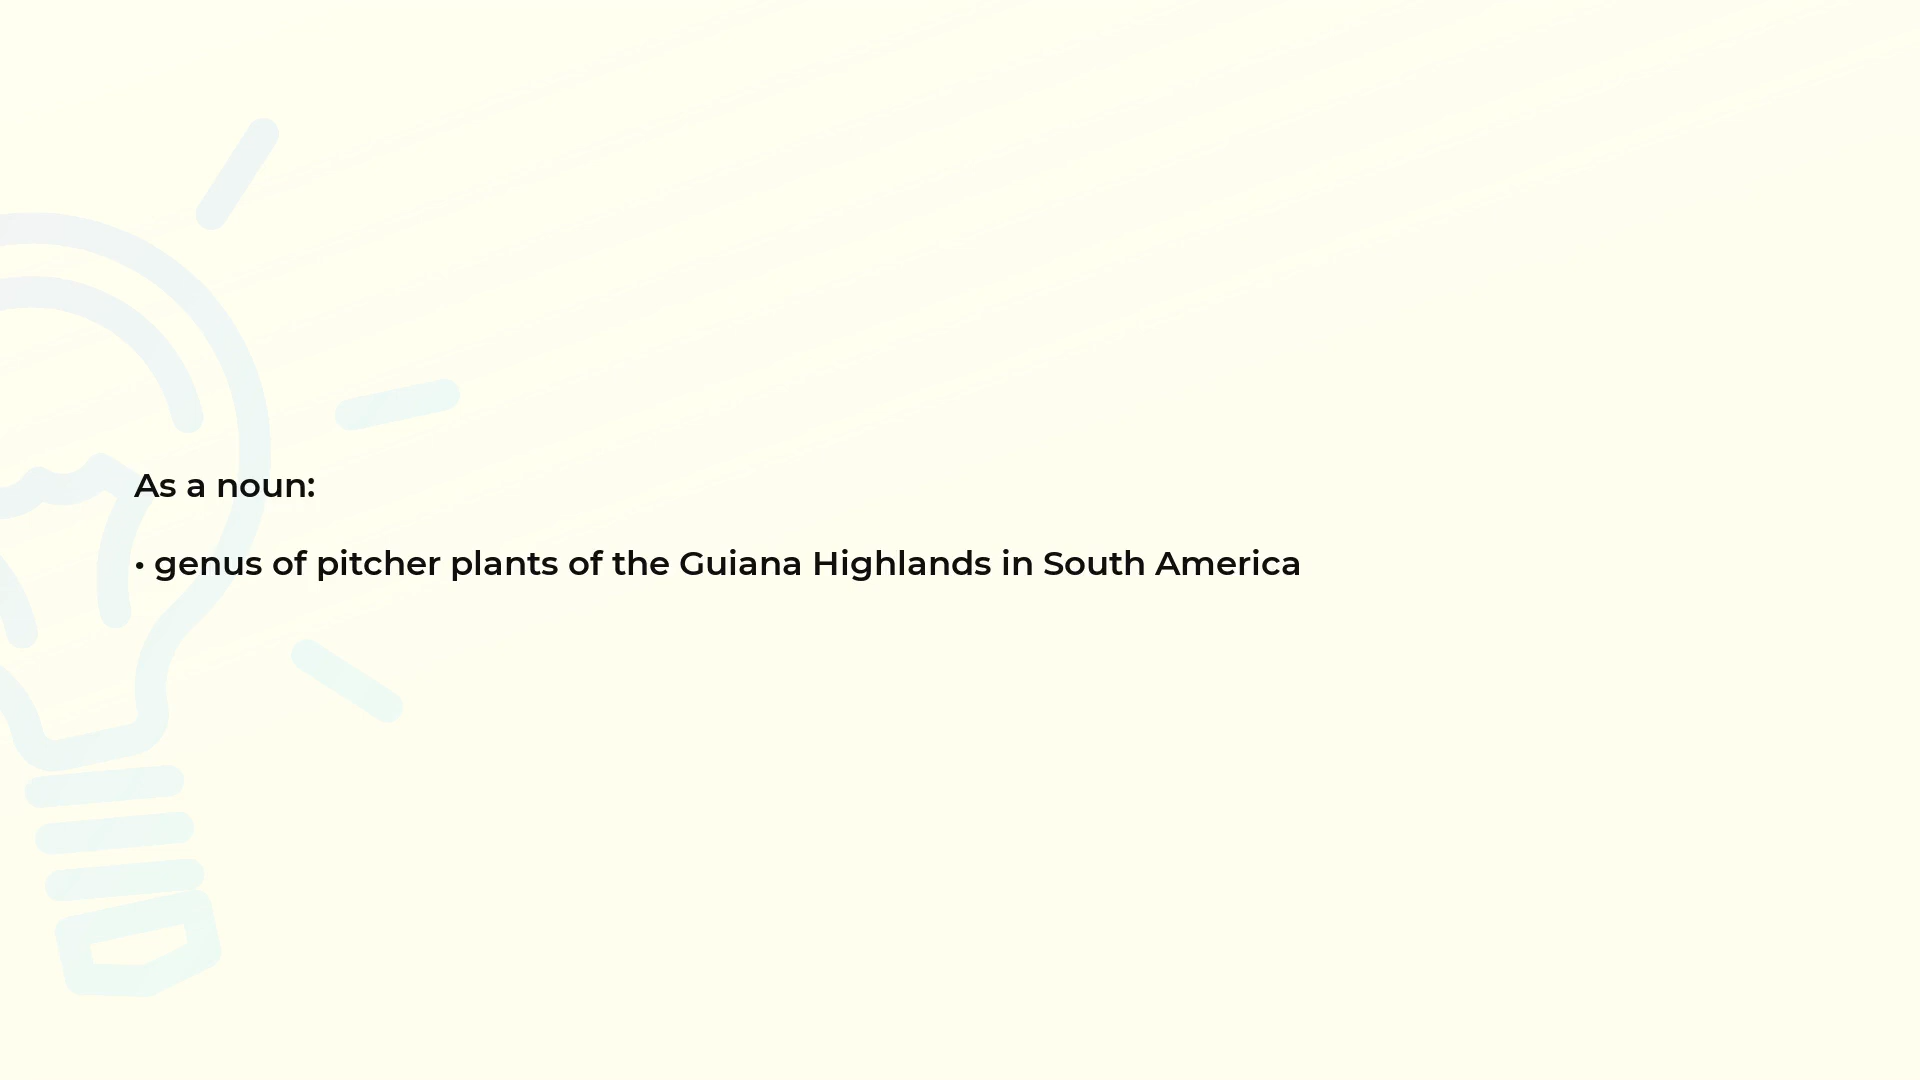 As a noun:
• genus of pitcher plants of the Guiana Highlands in South America